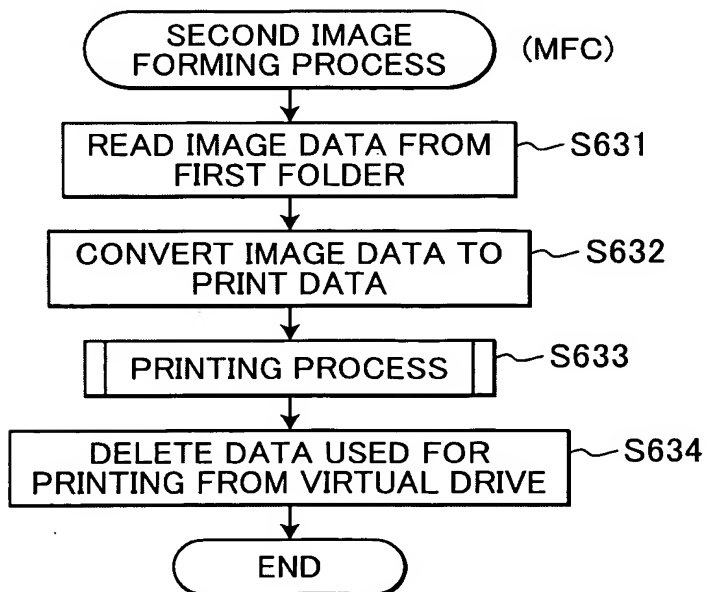 SECOND IMAGE
FORMING PROCESS
(MFC)
READ IMAGE DATA FROM
FIRST FOLDER
S631
CONVERT IMAGE DATA TO
PRINT DATA
S632
PRINTING PROCESS
S633
DELETE DATA USED FOR
PRINTING FROM VIRTUAL DRIVE
S634
END